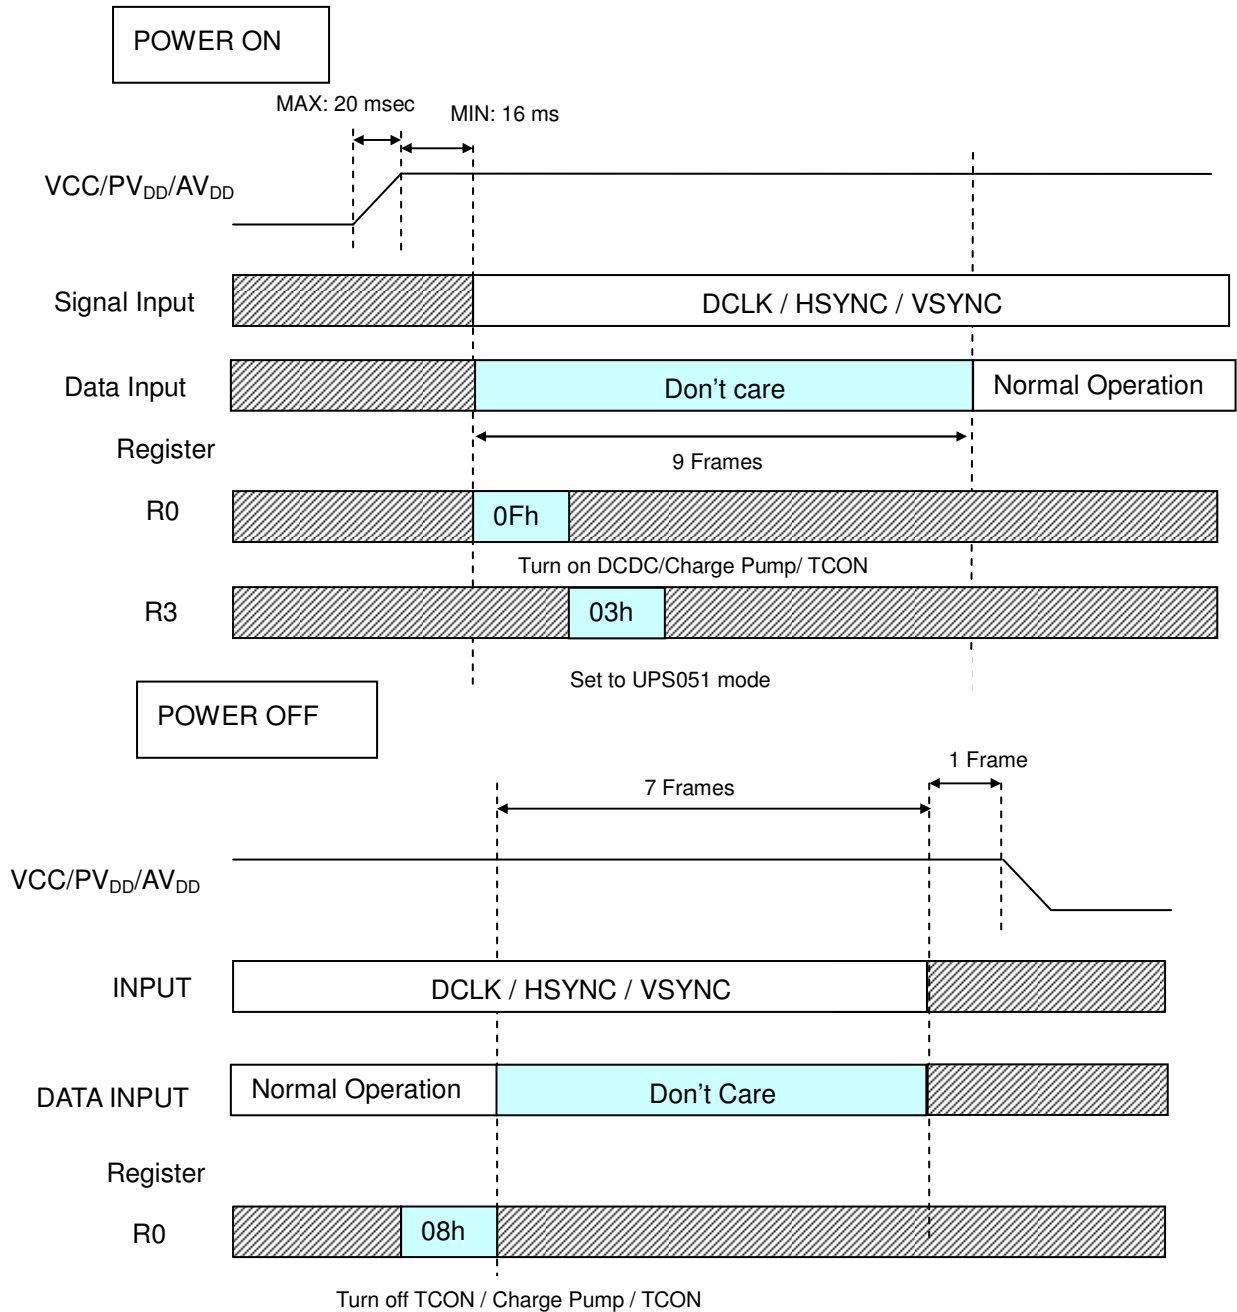 POWER ON
MAX: 20 msec
MIN: 16 ms
VCC/PVDD/AVDD
Signal Input
DCLK / HSYNC / VSYNC
Data Input
Don't care
Normal Operation
Register
9 Frames
R0
0Fh
Turn on DCDC/Charge Pump/ TCON
R3
03h
Set to UPS051 mode
POWER OFF
1 Frame
7 Frames
VCC/PVDD/AVDD
INPUT
DCLK / HSYNC / VSYNC
DATA INPUT
Normal Operation
Don't Care
Register
R0
08h
Turn off TCON / Charge Pump / TCON